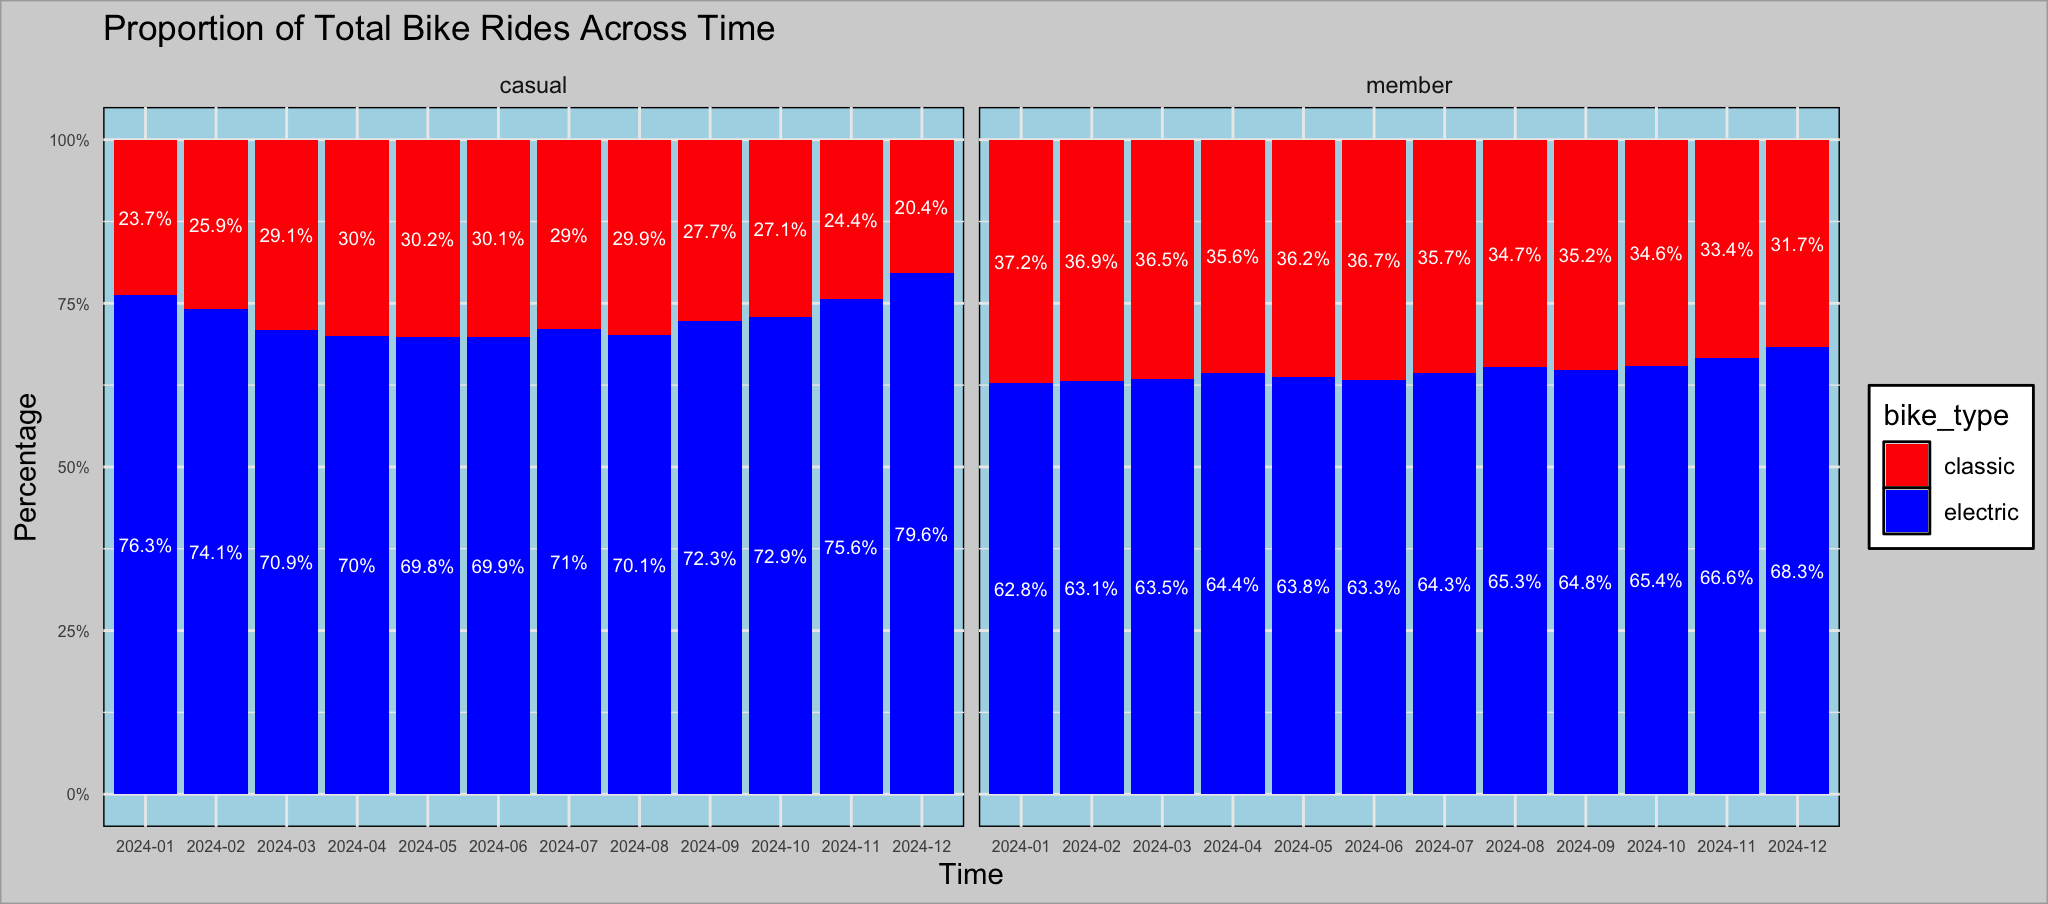 Proportion of Total Bike Rides Across Time
casual
member
Percentage
100%
75%
50%
25%
0%
23.7% 25.9% 29.1% 30% 30.2% 30.1% 29% 29.9% 27.7% 27.1% 24.4% 20.4%
76.3% 74.1% 70.9% 70% 69.8% 69.9% 71% 70.1% 72.3% 72.9% 75.6% 79.6%
37.2% 36.9% 36.5% 35.6% 36.2% 36.7% 35.7% 34.7% 35.2% 34.6% 33.4% 31.7%
62.8% 63.1% 63.5% 64.4% 63.8% 63.3% 64.3% 65.3% 64.8% 65.4% 66.6% 68.3%
2024-01 2024-02 2024-03 2024-04 2024-05 2024-06 2024-07 2024-08 2024-09 2024-10 2024-11 2024-12
2024-01 2024-02 2024-03 2024-04 2024-05 2024-06 2024-07 2024-08 2024-09 2024-10 2024-11 2024-12
Time
bike_type
classic
electric